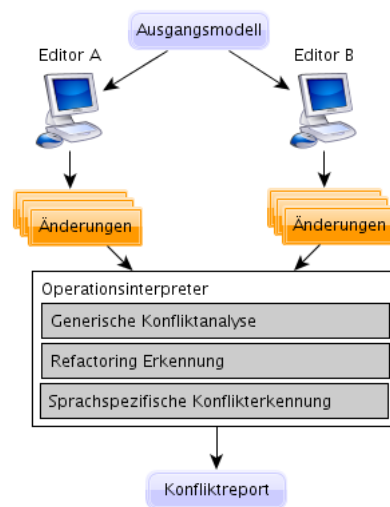 Ausgangsmodell
Editor A
Editor B
Änderungen
Änderungen
Operationsinterpreter
Generische Konfliktanalyse
Refactoring Erkennung
Sprachspezifische Konflikterkennung
Konfliktreport